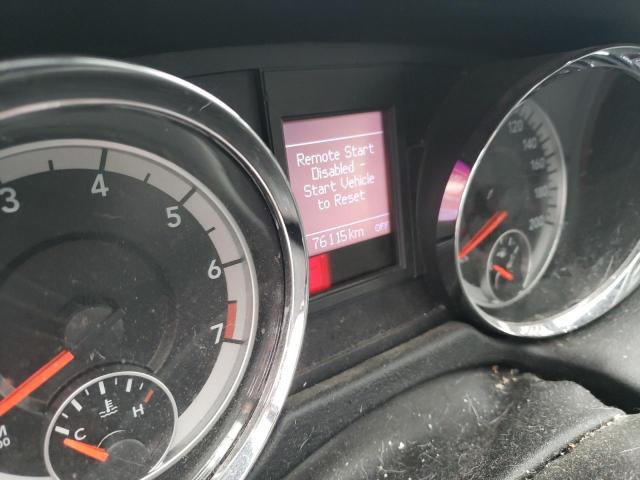 3
4
5
6
7
C
H
M
00
Remote Start
Disabled -
Start Vehicle
to Reset
76115km OFF
120
140
160
180
200